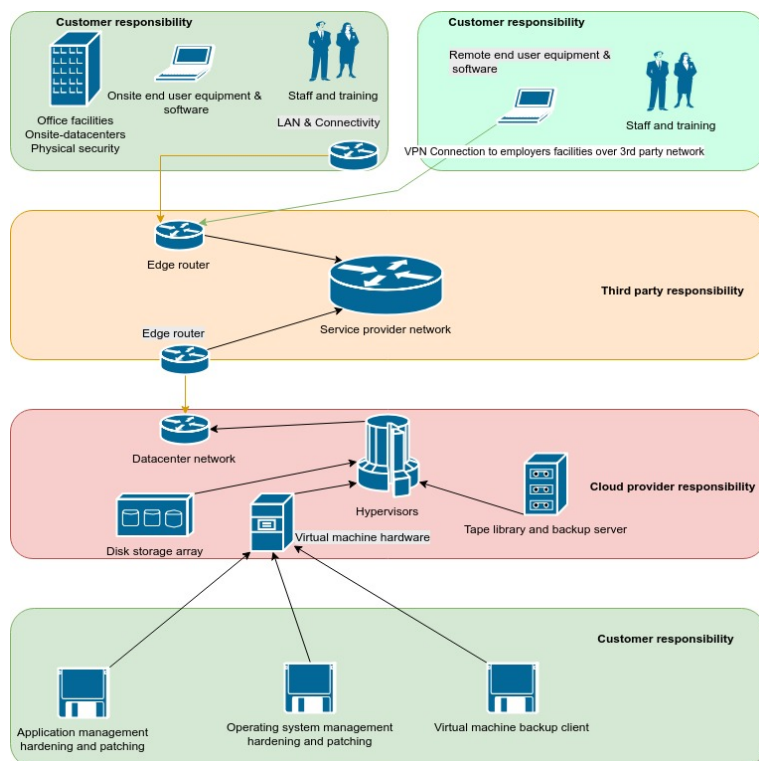 Customer responsibility
Office facilities
Onsite-datacenters
Physical security
Onsite end user equipment &
software
Staff and training
LAN & Connectivity
Customer responsibility
Remote end user equipment &
software
Staff and training
VPN Connection to employers facilities over 3rd party network
Edge router
Service provider network
Third party responsibility
Edge router
Datacenter network
Cloud provider responsibility
Hypervisors
Tape library and backup server
Disk storage array
Virtual machine hardware
Customer responsibility
Application management
hardening and patching
Operating system management
hardening and patching
Virtual machine backup client